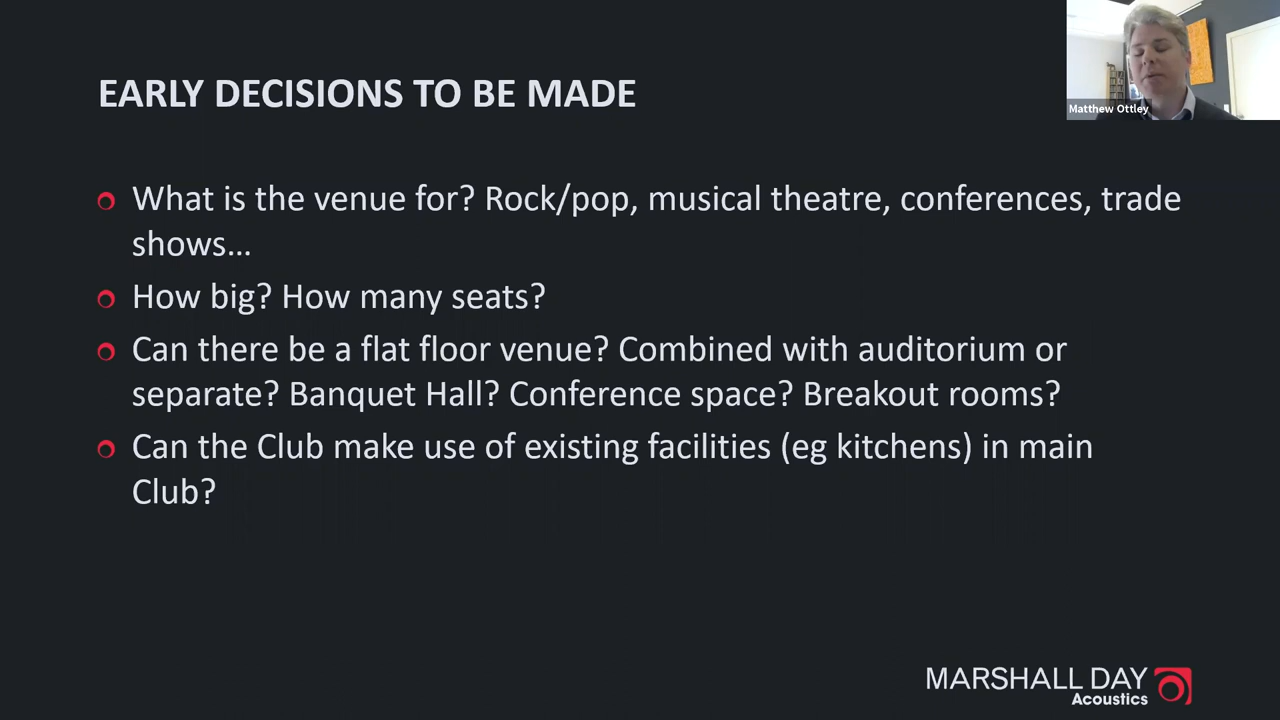 Matthew Ottley
EARLY DECISIONS TO BE MADE
What is the venue for? Rock/pop, musical theatre, conferences, trade
shows…
How big? How many seats?
Can there be a flat floor venue? Combined with auditorium or
separate? Banquet Hall? Conference space? Breakout rooms?
Can the Club make use of existing facilities (eg kitchens) in main
Club?
MARSHALL DAY
Acoustics